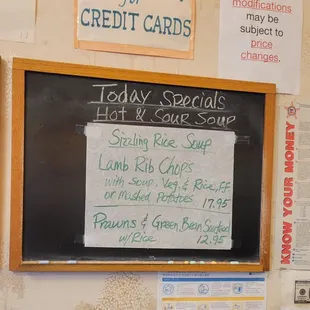 CREDIT CARDS
modifications
may be
subject to
price
changes.
Today Specials
Hot & Sour Soup
Sizzling Rice Soup
Lamb Rib Chops
with Soup, Veg, & Rice, FF
or Mashed Potatoes 17.95
Prawns & Green Bean
w/Rice 12.95
KNOW YOUR MONEY